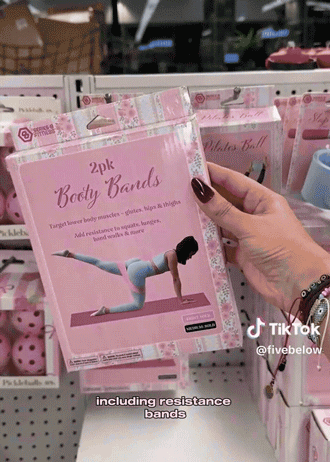 2pk
Booty Bands
Target lower body muscles - glutes, hips & thighs
Add resistance to squats, lunges,
band walks & more
Pilates Ball
Pickleballs
Pickleballs
TikTok
@fivebelow
including resistance
bands